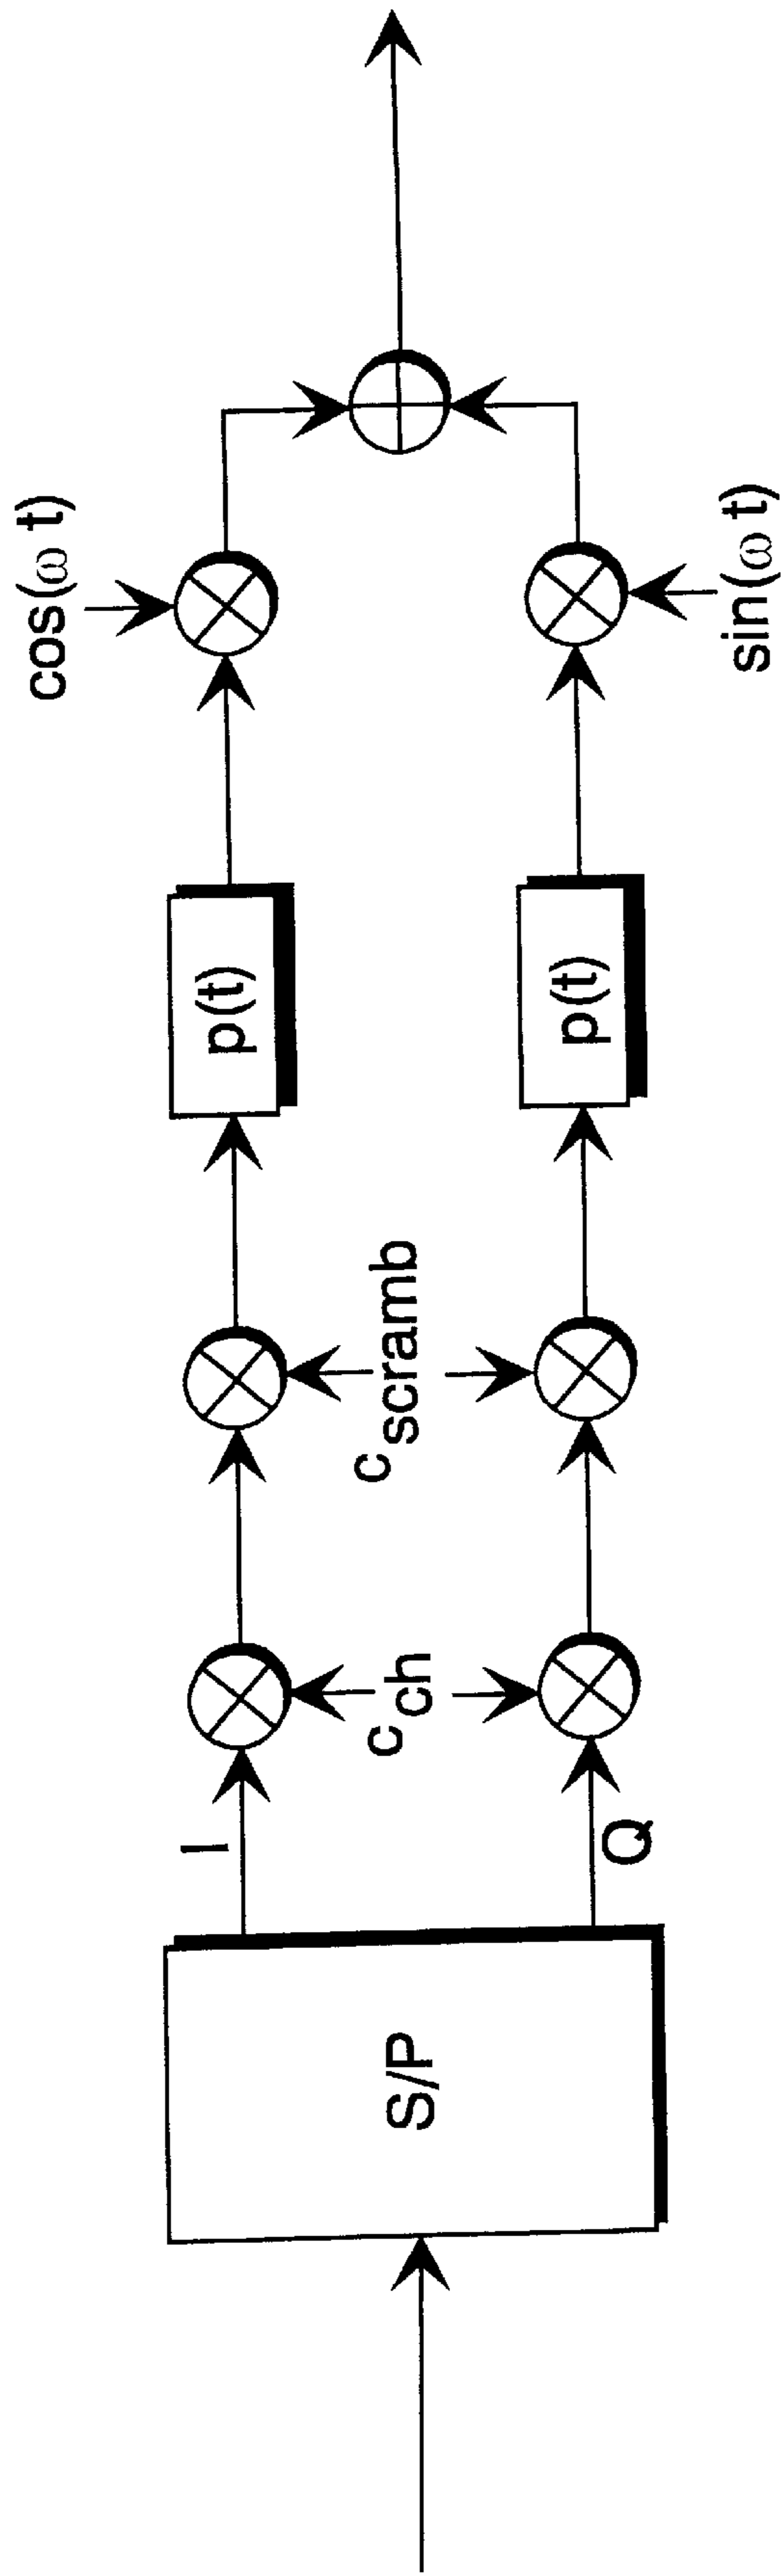 cos(ω t)
I
p(t)
S/P
c ch
c scramb
Q
p(t)
sin(ω t)